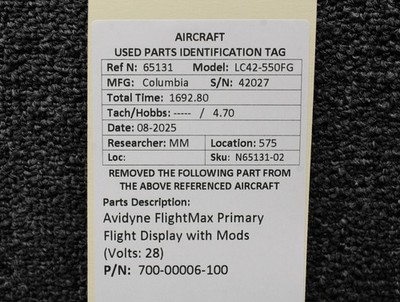 AIRCRAFT
USED PARTS IDENTIFICATION TAG
Ref N: 65131 Model: LC42-550FG
MFG: Columbia S/N: 42027
Total Time: 1692.80
Tach/Hobbs: ----- / 4.70
Date: 08-2025
Researcher: MM Location: 575
Loc: Sku: N65131-02
REMOVED THE FOLLOWING PART FROM
THE ABOVE REFERENCED AIRCRAFT
Parts Description:
Avidyne FlightMax Primary
Flight Display with Mods
(Volts: 28)
P/N: 700-00006-100